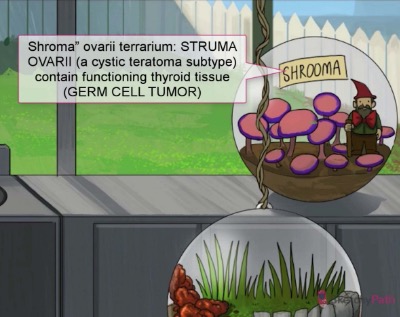 Shroma” ovarii terrarium: STRUMA
OVARII (a cystic teratoma subtype)
contain functioning thyroid tissue
(GERM CELL TUMOR)
SHROOMA